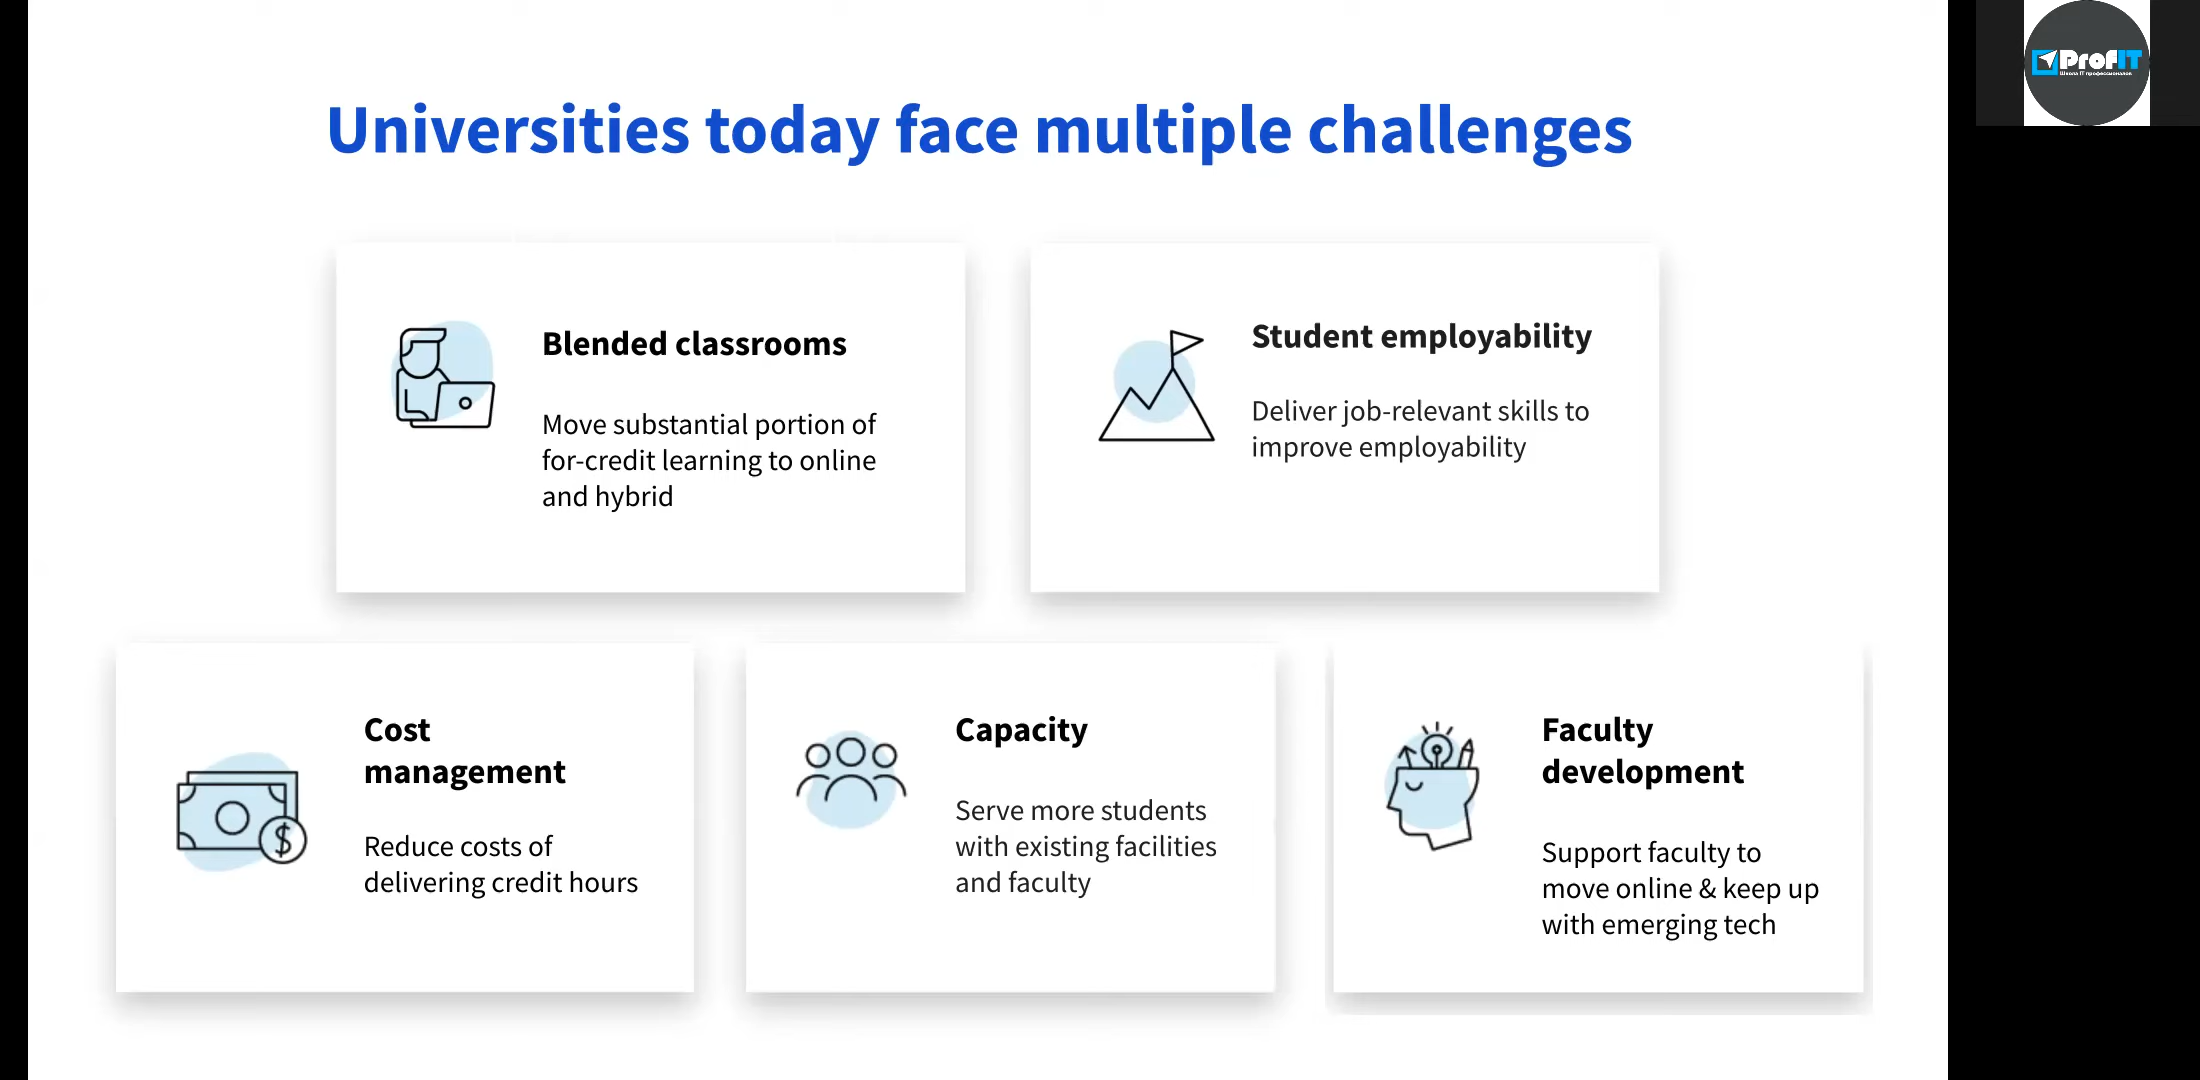 Universities today face multiple challenges
Blended classrooms
Move substantial portion of
for-credit learning to online
and hybrid
Student employability
Deliver job-relevant skills to
improve employability
Cost
management
Reduce costs of
delivering credit hours
Capacity
Serve more students
with existing facilities
and faculty
Faculty
development
Support faculty to
move online & keep up
with emerging tech
ProfIT
Школа IT профессионалов